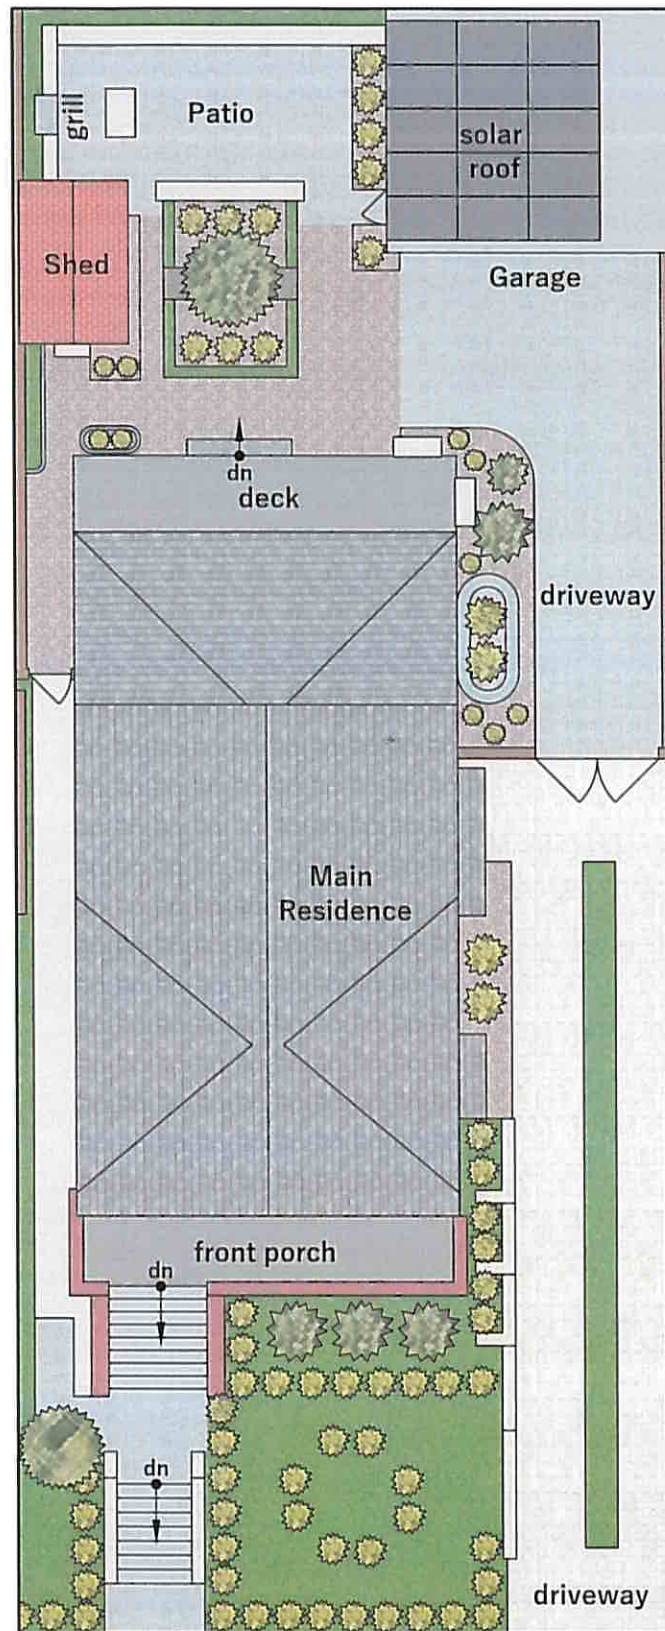 grill
Patio
solar
roof
Shed
Garage
dn
deck
driveway
Main
Residence
front porch
dn
dn
driveway